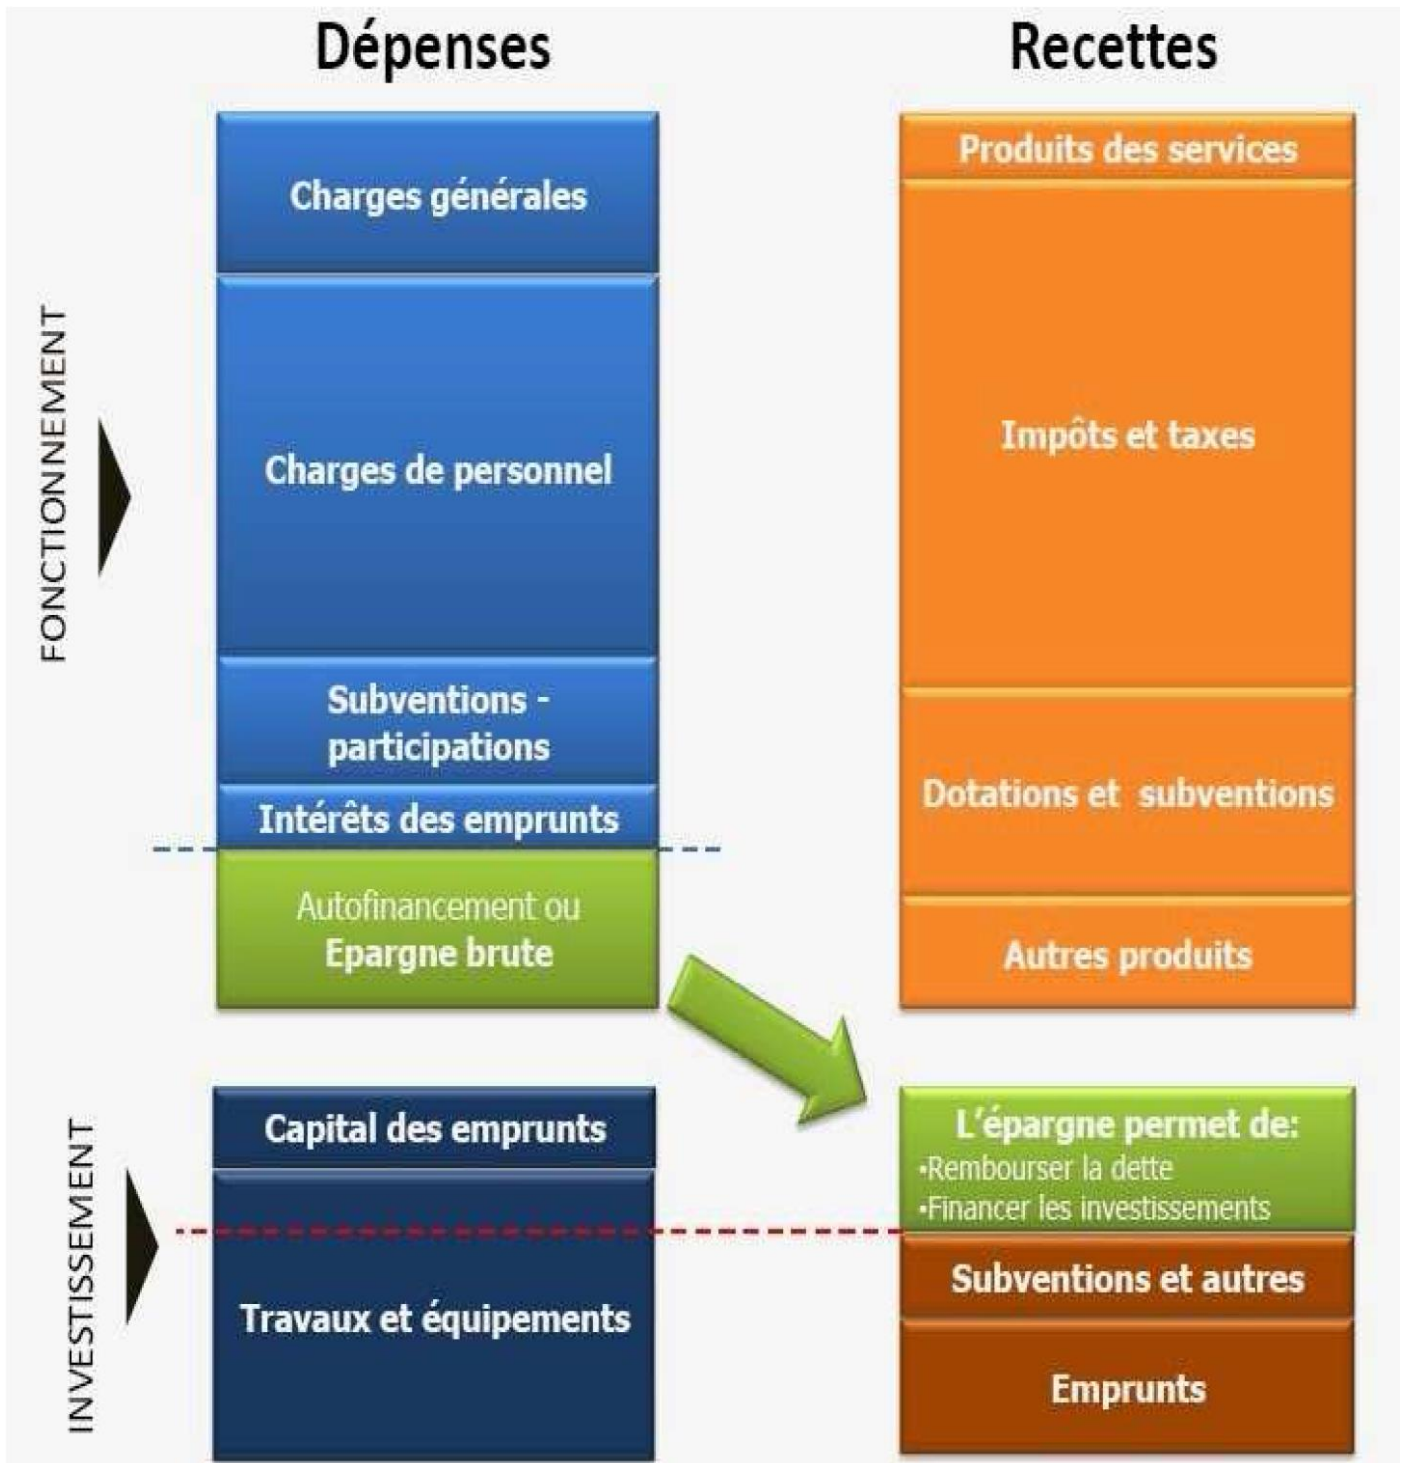 Dépenses
Recettes
FONCTIONNEMENT
Charges générales
Charges de personnel
Subventions -
participations
Intérêts des emprunts
Autofinancement ou
Epargne brute
Produits des services
Impôts et taxes
Dotations et subventions
Autres produits
INVESTISSEMENT
Capital des emprunts
Travaux et équipements
L'épargne permet de:
•Rembourser la dette
•Financer les investissements
Subventions et autres
Emprunts